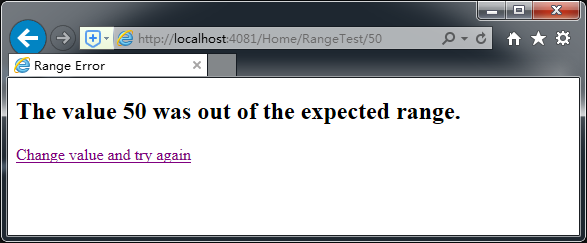 http://localhost:4081/Home/RangeTest/50
Range Error
The value 50 was out of the expected range.
Change value and try again